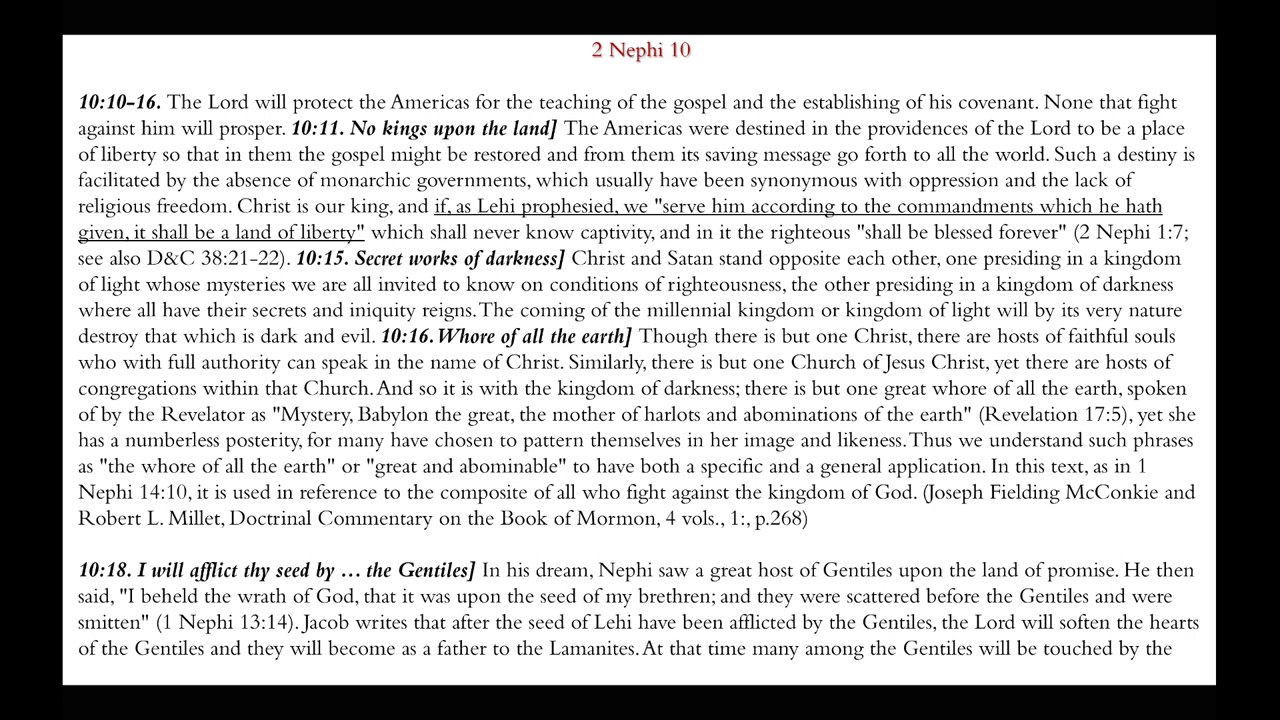 2 Nephi 10
10:10-16. The Lord will protect the Americas for the teaching of the gospel and the establishing of his covenant. None that fight
against him will prosper. 10:11. No kings upon the land] The Americas were destined in the providences of the Lord to be a place
of liberty so that in them the gospel might be restored and from them its saving message go forth to all the world. Such a destiny is
facilitated by the absence of monarchic governments, which usually have been synonymous with oppression and the lack of
religious freedom. Christ is our king, and if, as Lehi prophesied, we "serve him according to the commandments which he hath
given, it shall be a land of liberty" which shall never know captivity, and in it the righteous "shall be blessed forever" (2 Nephi 1:7;
see also D&C 38:21-22). 10:15. Secret works of darkness] Christ and Satan stand opposite each other, one presiding in a kingdom
of light whose mysteries we are all invited to know on conditions of righteousness, the other presiding in a kingdom of darkness
where all have their secrets and iniquity reigns. The coming of the millennial kingdom or kingdom of light will by its very nature
destroy that which is dark and evil. 10:16. Whore of all the earth] Though there is but one Christ, there are hosts of faithful souls
who with full authority can speak in the name of Christ. Similarly, there is but one Church of Jesus Christ, yet there are hosts of
congregations within that Church. And so it is with the kingdom of darkness; there is but one great whore of all the earth, spoken
of by the Revelator as "Mystery, Babylon the great, the mother of harlots and abominations of the earth" (Revelation 17:5), yet she
has a numberless posterity, for many have chosen to pattern themselves in her image and likeness. Thus we understand such phrases
as "the whore of all the earth" or "great and abominable" to have both a specific and a general application. In this text, as in 1
Nephi 14:10, it is used in reference to the composite of all who fight against the kingdom of God. (Joseph Fielding McConkie and
Robert L. Millet, Doctrinal Commentary on the Book of Mormon, 4 vols., 1:, p.268)
10:18. I will afflict thy seed by … the Gentiles] In his dream, Nephi saw a great host of Gentiles upon the land of promise. He then
said, "I beheld the wrath of God, that it was upon the seed of my brethren; and they were scattered before the Gentiles and were
smitten" (1 Nephi 13:14). Jacob writes that after the seed of Lehi have been afflicted by the Gentiles, the Lord will soften the hearts
of the Gentiles and they will become as a father to the Lamanites. At that time many among the Gentiles will be touched by the